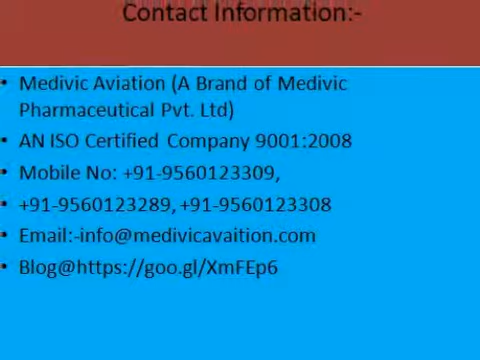 Contact Information:-
• Medivic Aviation (A Brand of Medivic
Pharmaceutical Pvt. Ltd)
• AN ISO Certified Company 9001:2008
• Mobile No: +91-9560123309,
• +91-9560123289, +91-9560123308
• Email:-info@medivicavaition.com
• Blog@https://goo.gl/XmFEp6